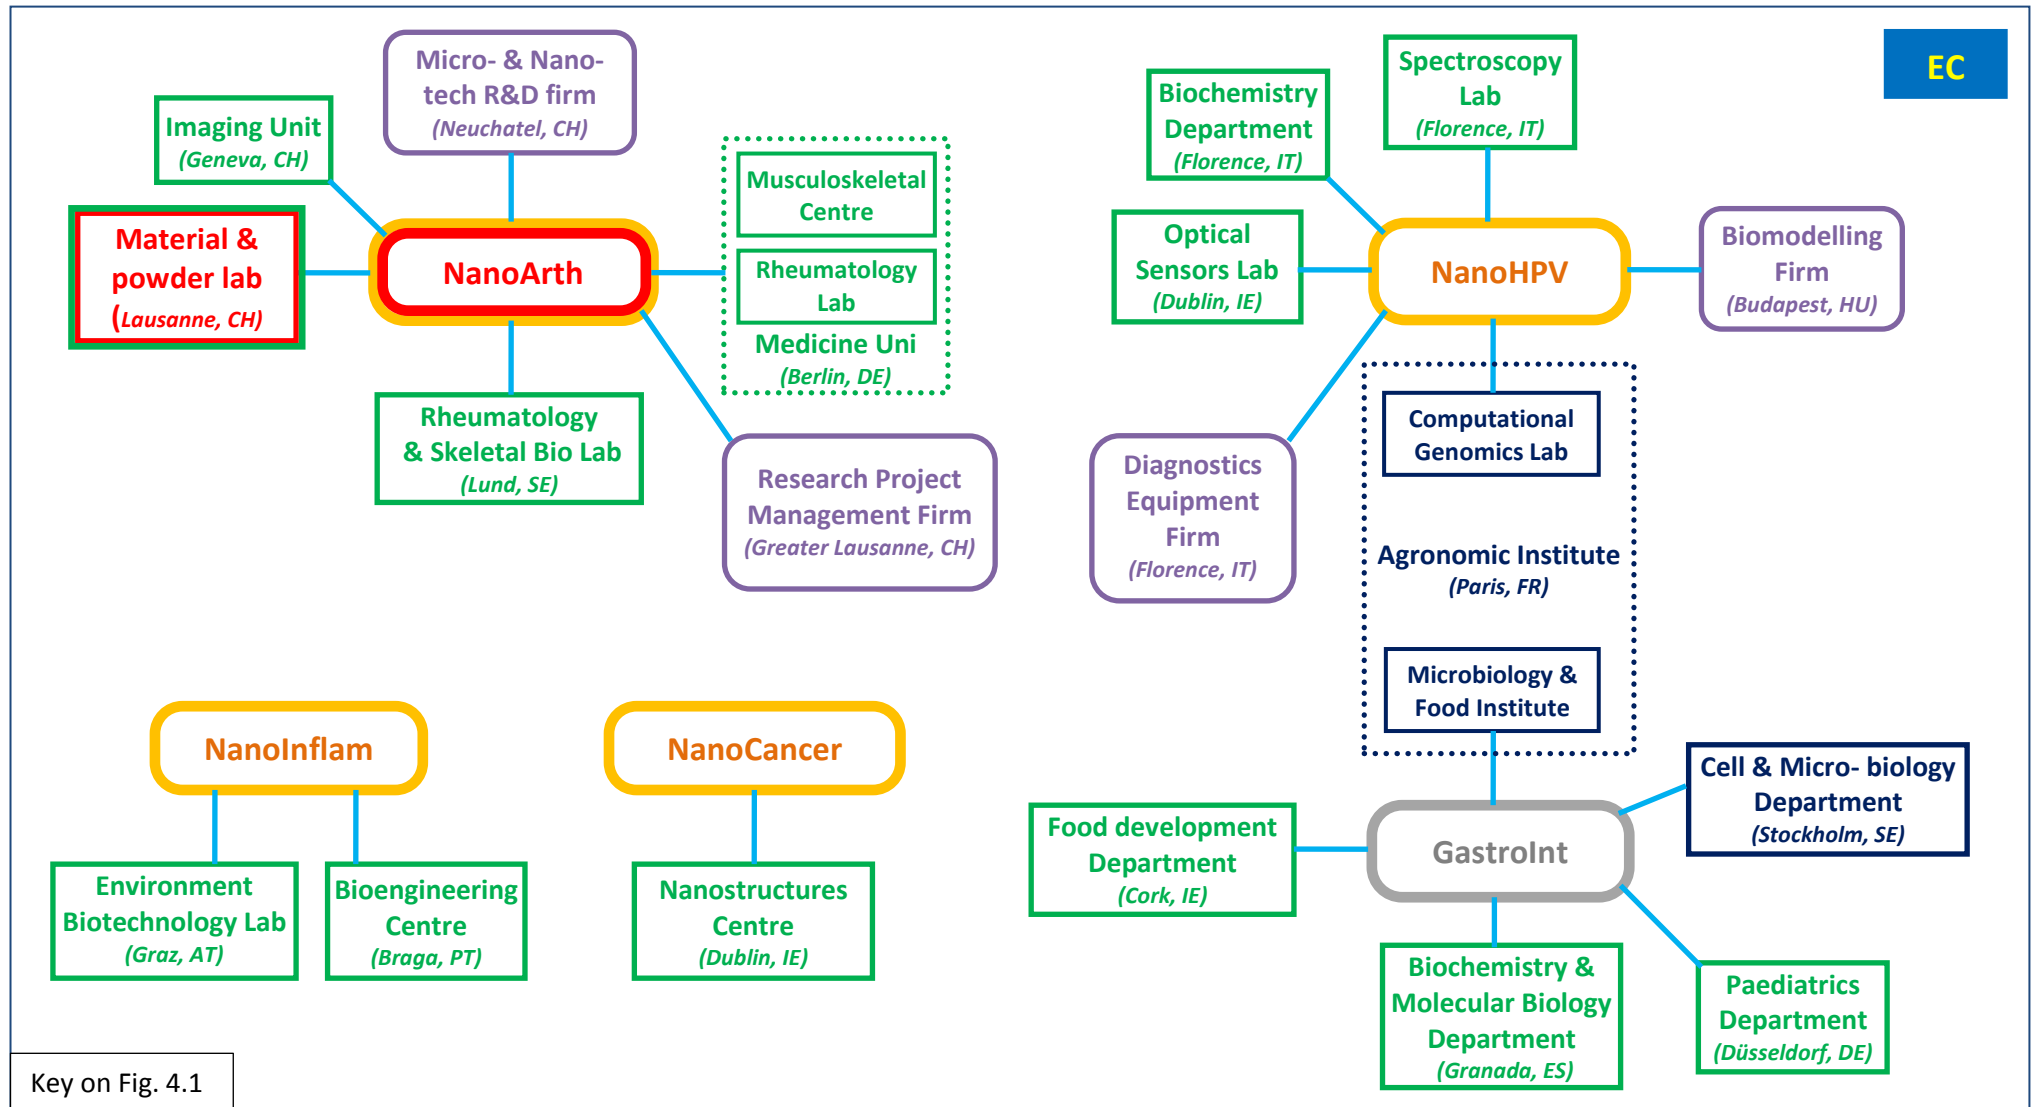 Micro- & Nano-
tech R&D firm
(Neuchatel, CH)
Imaging Unit
(Geneva, CH)
Material &
powder lab
(Lausanne, CH)
NanoArth
Musculoskeletal
Centre
Rheumatology
Lab
Medicine Uni
(Berlin, DE)
Rheumatology
& Skeletal Bio Lab
(Lund, SE)
Research Project
Management Firm
(Greater Lausanne, CH)
EC
Spectroscopy
Lab
(Florence, IT)
Biochemistry
Department
(Florence, IT)
Optical
Sensors Lab
(Dublin, IE)
NanoHPV
Biomodelling
Firm
(Budapest, HU)
Diagnostics
Equipment
Firm
(Florence, IT)
Computational
Genomics Lab
Agronomic Institute
(Paris, FR)
Microbiology &
Food Institute
NanoInflam
Environment
Biotechnology Lab
(Graz, AT)
Bioengineering
Centre
(Braga, PT)
NanoCancer
Nanostructures
Centre
(Dublin, IE)
Cell & Micro- biology
Department
(Stockholm, SE)
Food development
Department
(Cork, IE)
GastroInt
Biochemistry &
Molecular Biology
Department
(Granada, ES)
Paediatrics
Department
(Düsseldorf, DE)
Key on Fig. 4.1